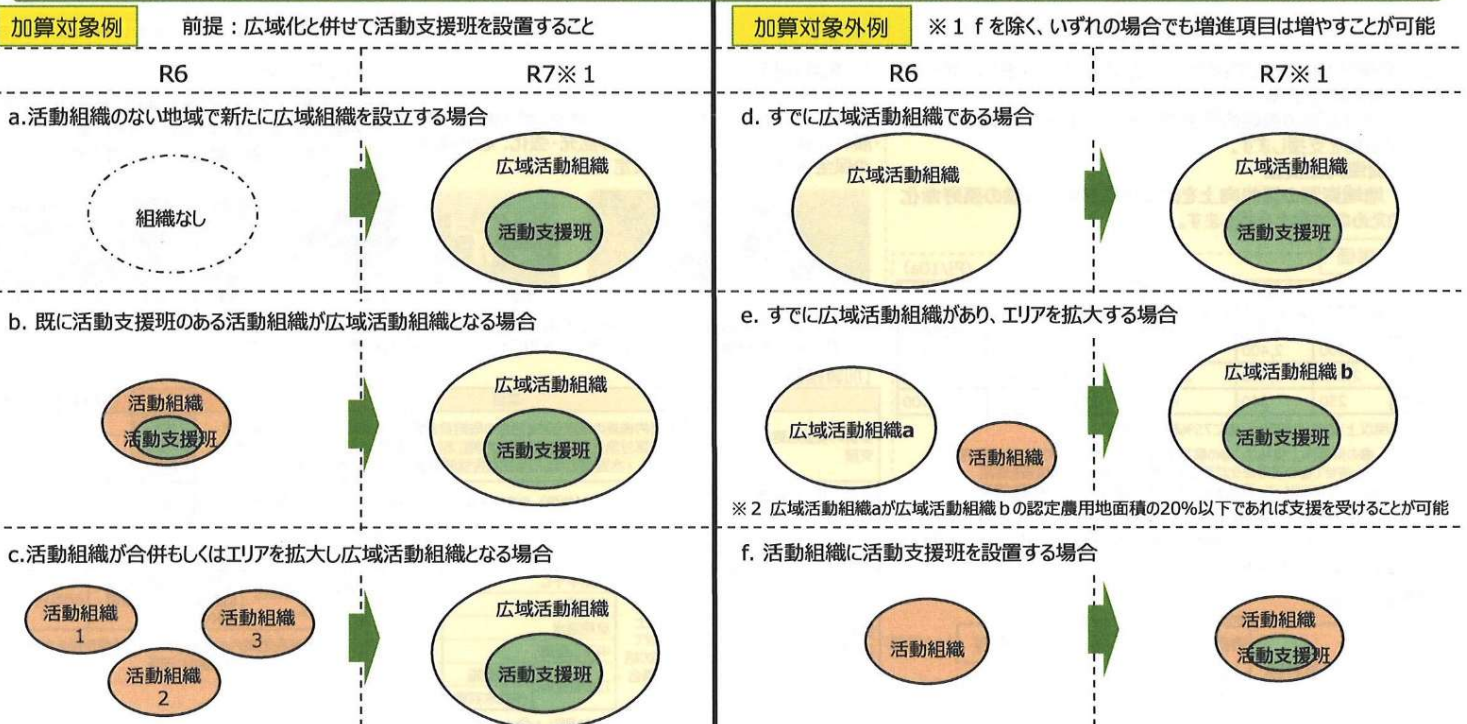 加算対象例 前提：広域化と併せて活動支援班を設置すること
R6 R7※１
a.活動組織のない地域で新たに広域組織を設立する場合
組織なし
広域活動組織
活動支援班
b. 既に活動支援班のある活動組織が広域活動組織となる場合
活動組織
活動支援班
広域活動組織
活動支援班
c.活動組織が合併もしくはエリアを拡大し広域活動組織となる場合
活動組織
1
活動組織
2
活動組織
3
広域活動組織
活動支援班
加算対象外例 ※１ ｆを除く、いずれの場合でも増進項目は増やすことが可能
R6 R7※１
d. すでに広域活動組織である場合
広域活動組織
広域活動組織
活動支援班
e. すでに広域活動組織があり、エリアを拡大する場合
広域活動組織a
活動組織
広域活動組織ｂ
活動支援班
※２ 広域活動組織aが広域活動組織ｂの認定農用地面積の20%以下であれば支援を受けることが可能
f. 活動組織に活動支援班を設置する場合
活動組織
活動組織
活動支援班